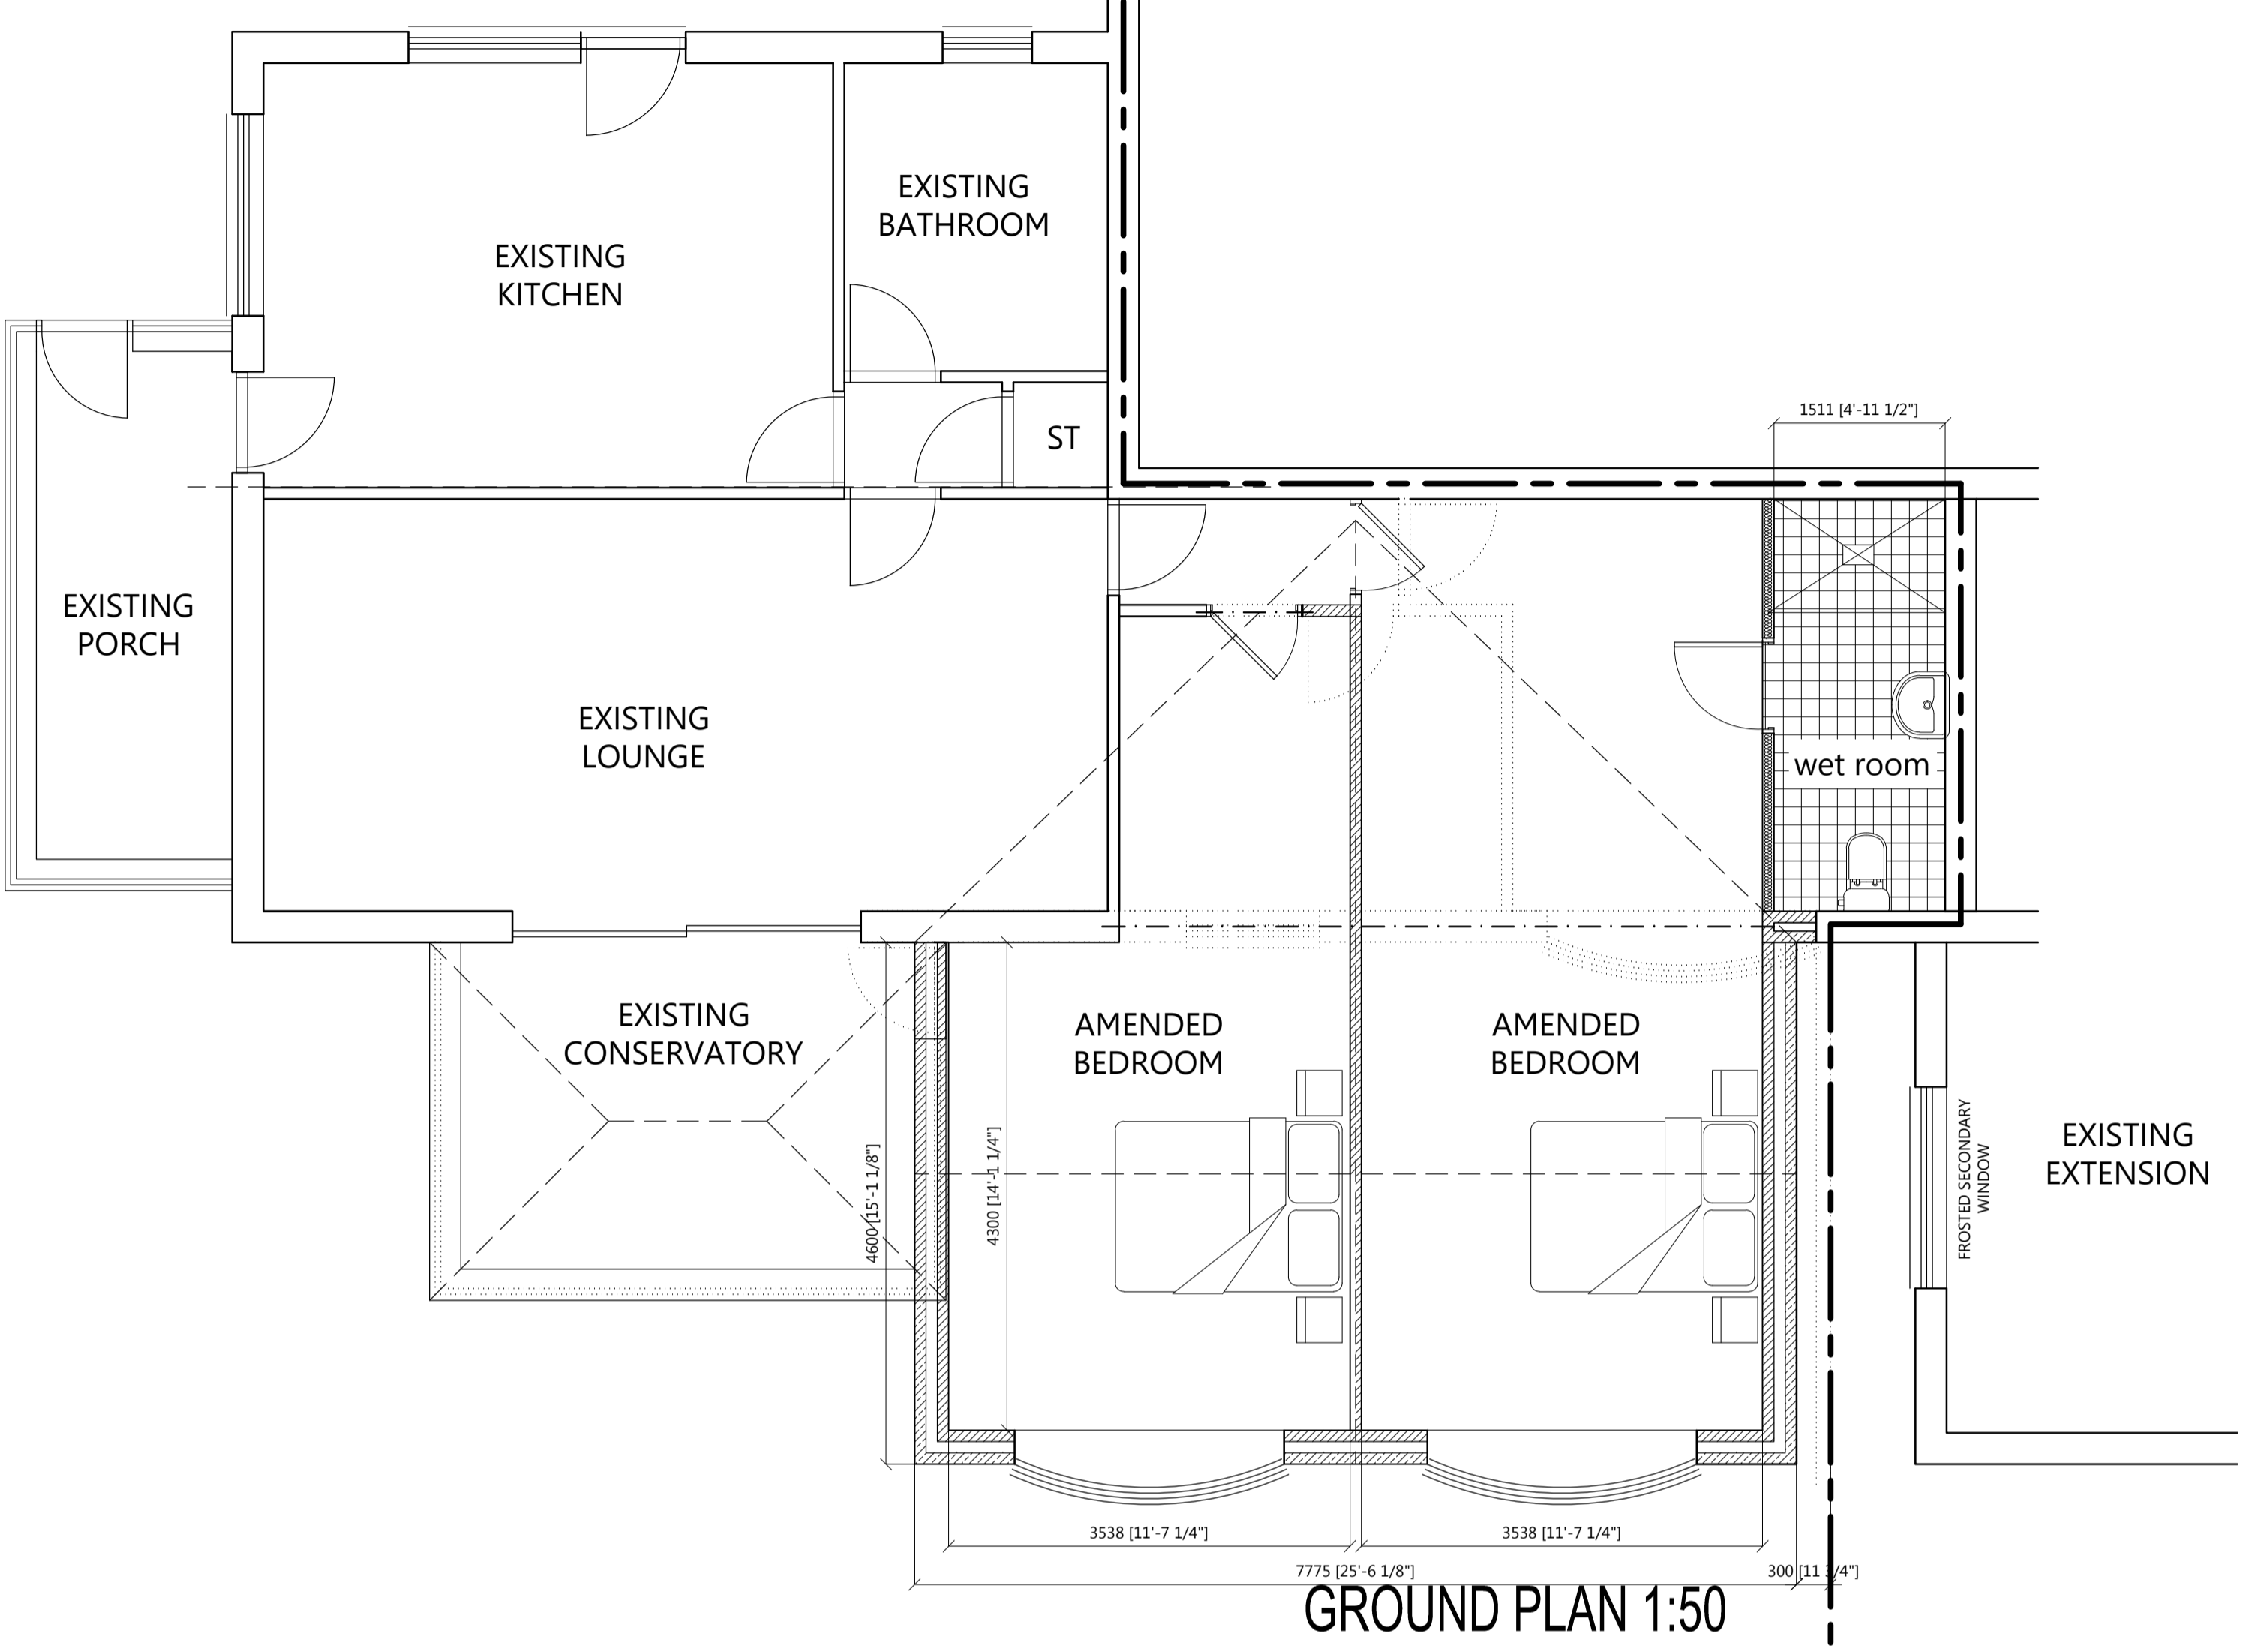 EXISTING
BATHROOM
EXISTING
KITCHEN
1511 [4'-11 1/2"]
ST
EXISTING
PORCH
EXISTING
LOUNGE
wet room
EXISTING
CONSERVATORY
AMENDED
BEDROOM
AMENDED
BEDROOM
4600 [15'-1 1/8"]
4300 [14'-1 1/4"]
FROSTED SECONDARY
WINDOW
EXISTING
EXTENSION
3538 [11'-7 1/4"]
3538 [11'-7 1/4"]
7775 [25'-6 1/8"]
300 [11 3/4"]
GROUND PLAN 1:50